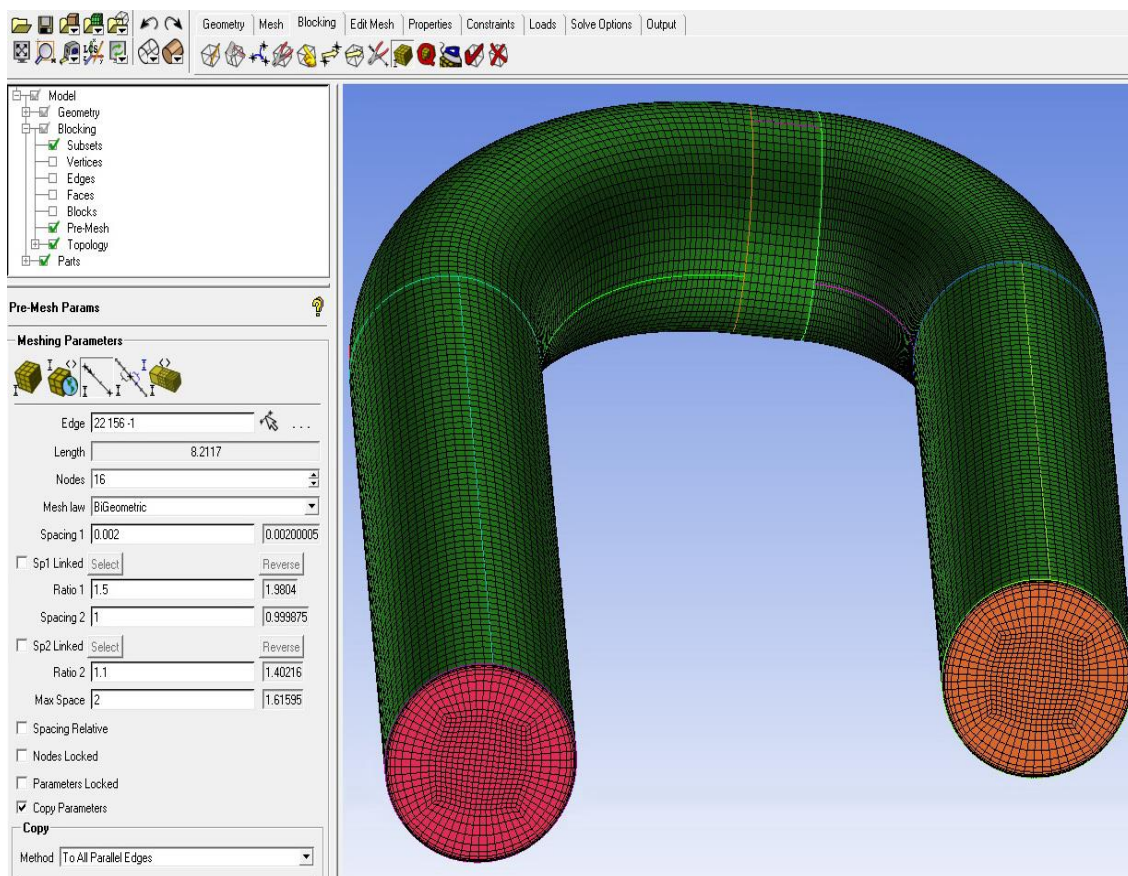 Geometry Mesh Blocking Edit Mesh Properties Constraints Loads Solve Options Output
LCS
Q
Model
Geometry
Blocking
Subsets
Vertices
Edges
Faces
Blocks
Pre-Mesh
Topology
Parts
Pre-Mesh Params
?
Meshing Parameters
Edge 22 156 -1 ...
Length 8.2117
Nodes 16
Mesh law BiGeometric
Spacing 1 0.002 0.00200005
Sp1 Linked Select Reverse
Ratio 1 1.5 1.9804
Spacing 2 1 0.999875
Sp2 Linked Select Reverse
Ratio 2 1.1 1.40216
Max Space 2 1.61595
Spacing Relative
Nodes Locked
Parameters Locked
Copy Parameters
Copy
Method To All Parallel Edges